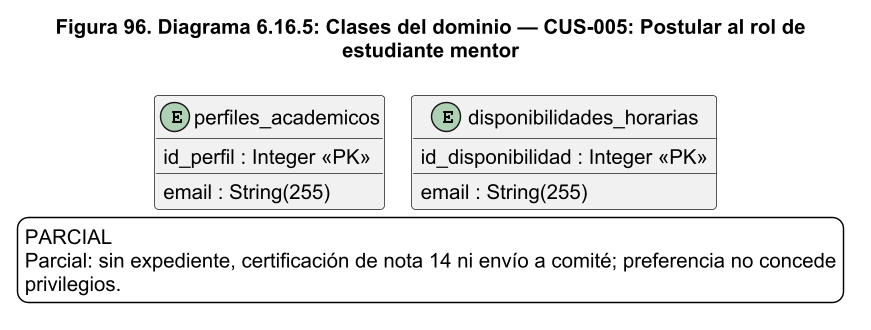 Figura 96. Diagrama 6.16.5: Clases del dominio — CUS-005: Postular al rol de
estudiante mentor
E perfiles_academicos
id_perfil : Integer «PK»
email : String(255)
E disponibilidades_horarias
id_disponibilidad : Integer «PK»
email : String(255)
PARCIAL
Parcial: sin expediente, certificación de nota 14 ni envío a comité; preferencia no concede
privilegios.